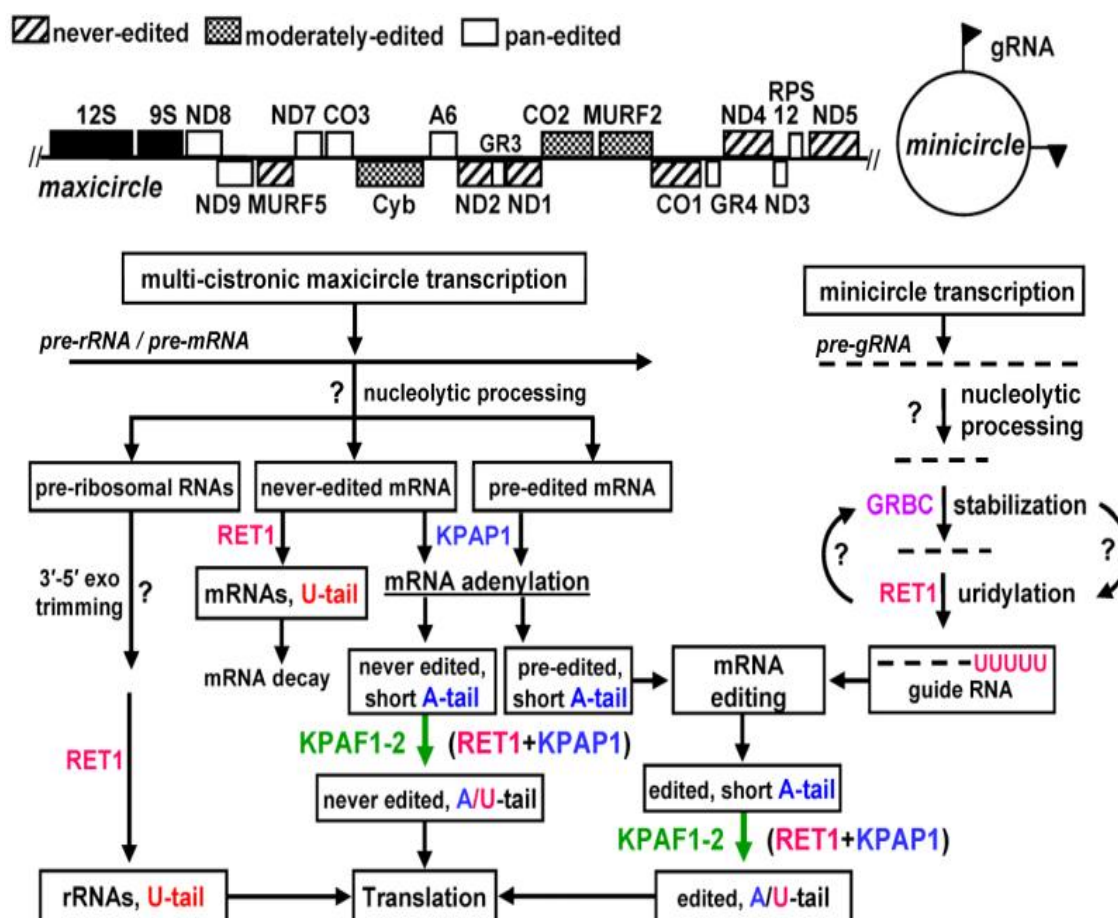 never-edited moderately-edited pan-edited
gRNA
12S 9S ND8 ND7 CO3 A6 GR3 CO2 MURF2 ND4 RPS 12 ND5
maxicircle
minicircle
ND9 MURF5 Cyb ND2 ND1 CO1 GR4 ND3
multi-cistronic maxicircle transcription
minicircle transcription
pre-rRNA / pre-mRNA
pre-gRNA
? nucleolytic processing
? nucleolytic
processing
pre-ribosomal RNAs
never-edited mRNA
pre-edited mRNA
GRBC stabilization
? ?
RET1 uridylation
RET1 KPAP1
3'-5' exo
trimming ?
mRNAs, U-tail
mRNA adenylation
mRNA decay
never edited,
short A-tail
pre-edited,
short A-tail
mRNA
editing
UUUUU
guide RNA
RET1
KPAF1-2 (RET1+KPAP1)
never edited, A/U-tail
edited, short A-tail
KPAF1-2 (RET1+KPAP1)
rRNAs, U-tail
Translation
edited, A/U-tail